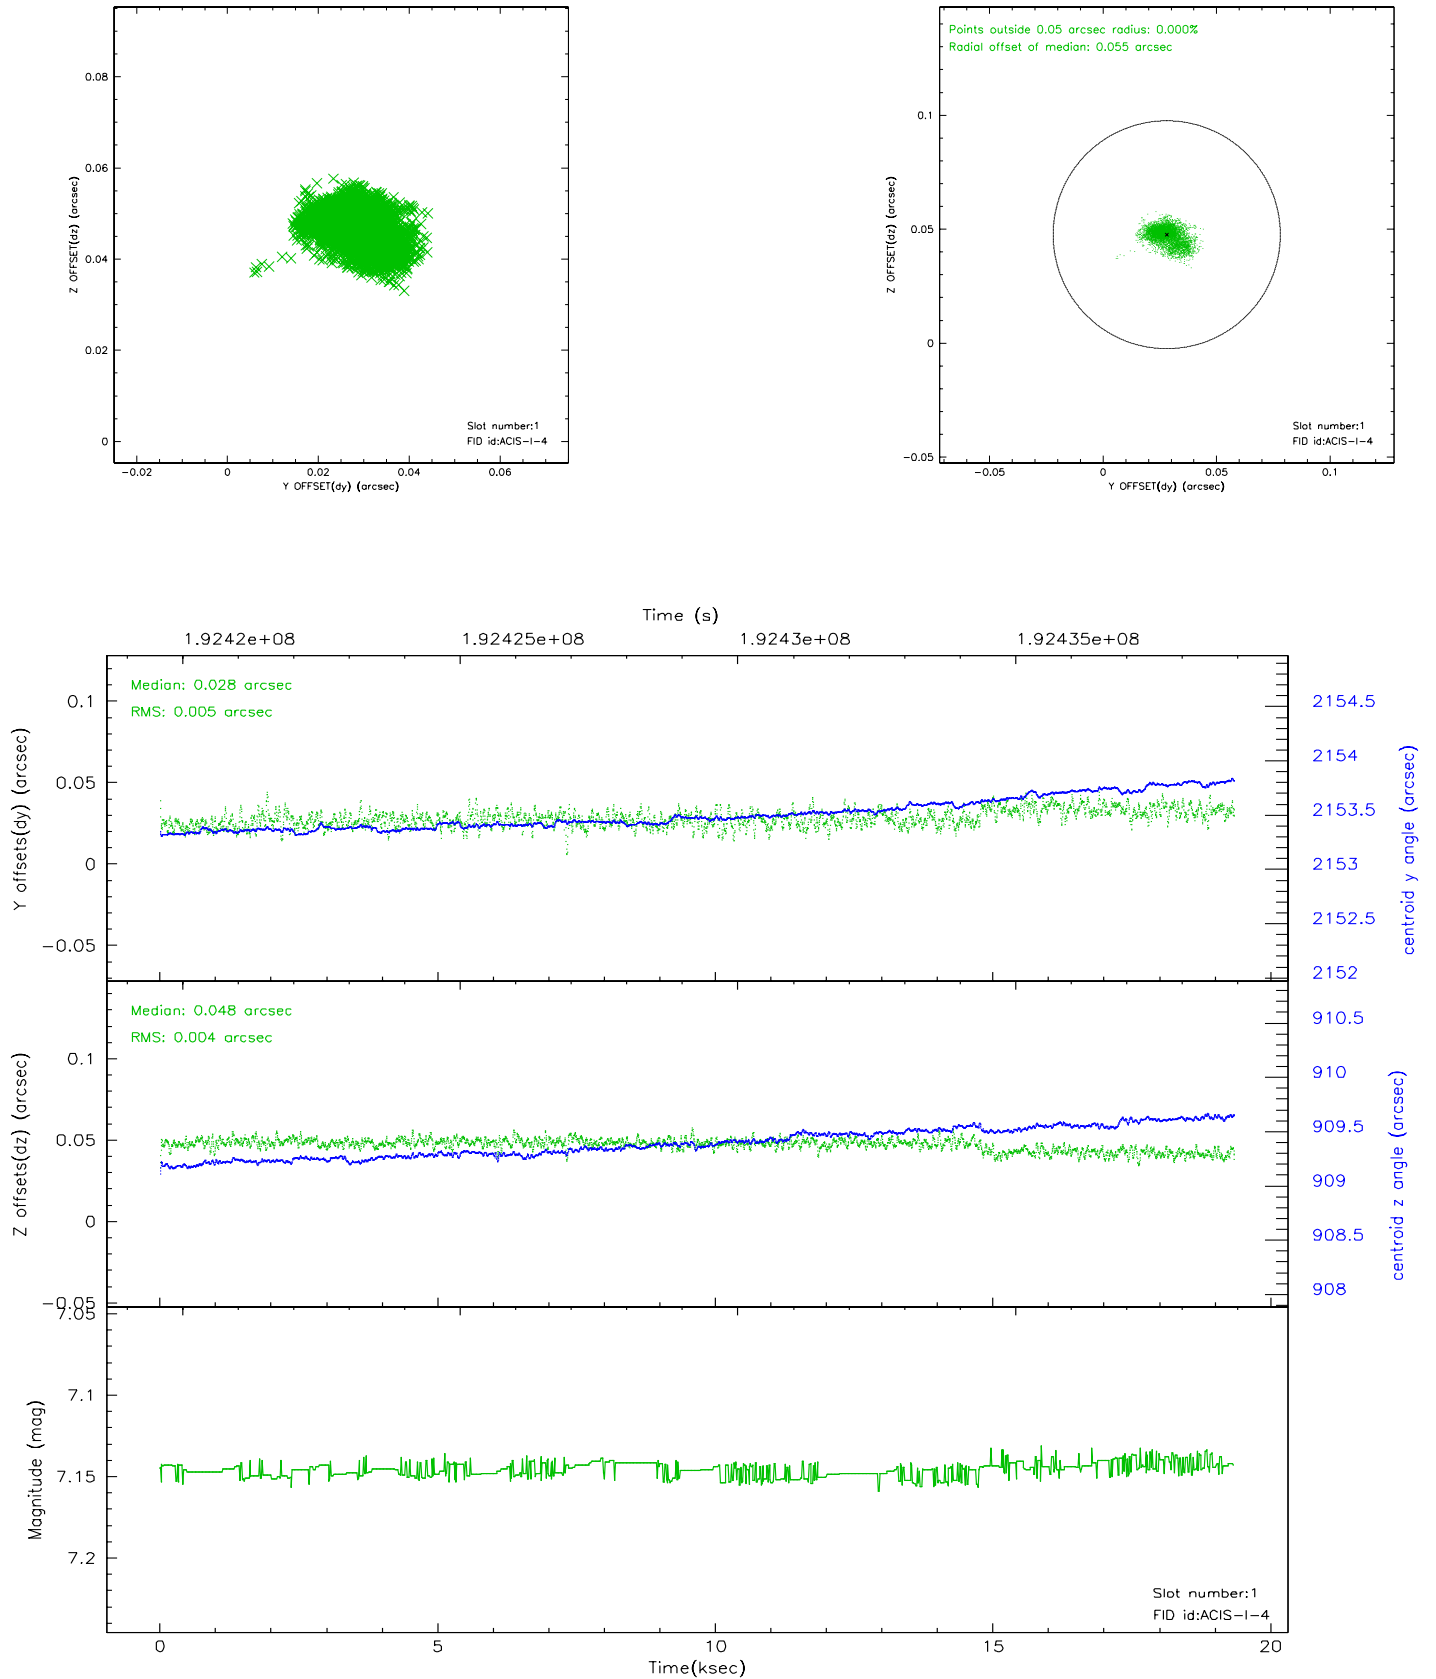 0.08
0.06
0.04
0.02
0
Z OFFSET(dz) (arcsec)
Slot number:1
FID id:ACIS-I-4
-0.02 0 0.02 0.04 0.06
Y OFFSET(dy) (arcsec)
Points outside 0.05 arcsec radius: 0.000%
Radial offset of median: 0.055 arcsec
0.1
0.05
0
-0.05
Z OFFSET(dz) (arcsec)
Slot number:1
FID id:ACIS-I-4
-0.05 0 0.05 0.1
Y OFFSET(dy) (arcsec)
Time (s)
1.9242e+08 1.92425e+08 1.9243e+08 1.92435e+08
Median: 0.028 arcsec
RMS: 0.005 arcsec
0.1
0.05
0
-0.05
Y offsets(dy) (arcsec)
2154.5
2154
2153.5
2153
2152.5
2152
centroid y angle (arcsec)
Median: 0.048 arcsec
RMS: 0.004 arcsec
0.1
0.05
0
-0.05
Z offsets(dz) (arcsec)
910.5
910
909.5
909
908.5
908
centroid z angle (arcsec)
7.05
7.1
7.15
7.2
Magnitude (mag)
Slot number:1
FID id:ACIS-I-4
0 5 10 15 20
Time(ksec)